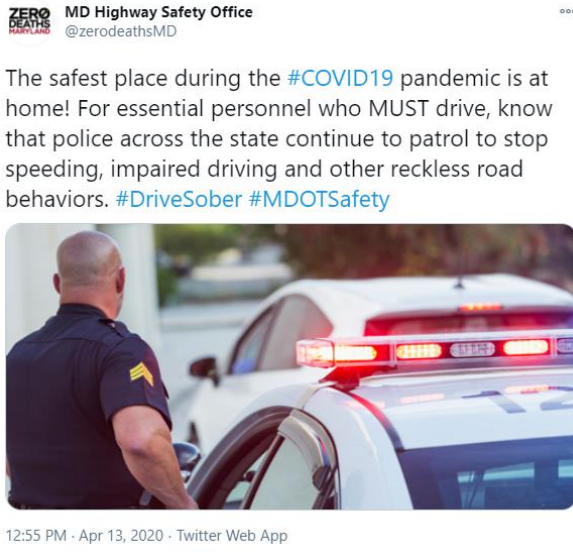 ZERO
DEATHS
MARYLAND
MD Highway Safety Office
@zerodeathsMD
The safest place during the #COVID19 pandemic is at
home! For essential personnel who MUST drive, know
that police across the state continue to patrol to stop
speeding, impaired driving and other reckless road
behaviors. #DriveSober #MDOTSafety
12:55 PM · Apr 13, 2020 · Twitter Web App